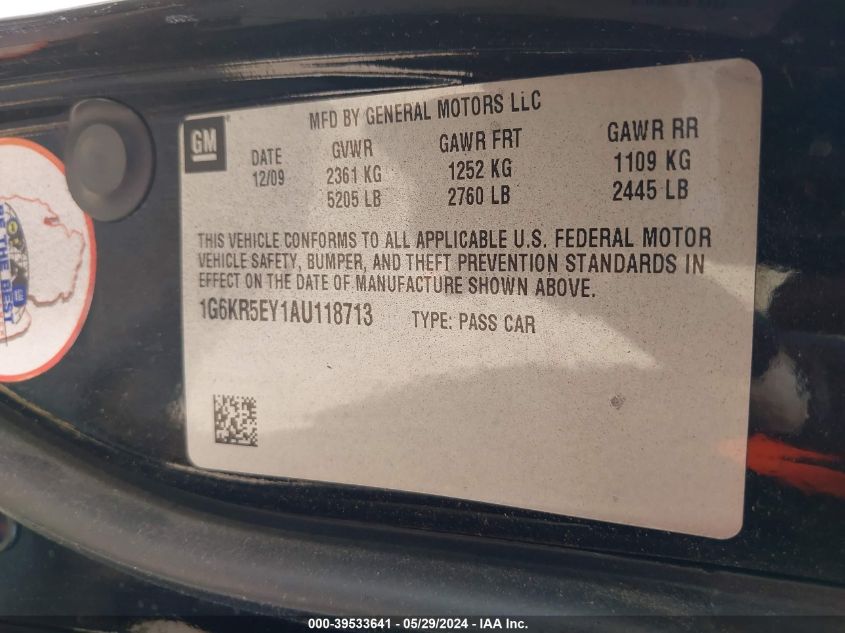 MFD BY GENERAL MOTORS LLC
GM
DATE GVWR GAWR FRT GAWR RR
12/09 2361 KG 1252 KG 1109 KG
5205 LB 2760 LB 2445 LB
THIS VEHICLE CONFORMS TO ALL APPLICABLE U.S. FEDERAL MOTOR
VEHICLE SAFETY, BUMPER, AND THEFT PREVENTION STANDARDS IN
EFFECT ON THE DATE OF MANUFACTURE SHOWN ABOVE.
1G6KR5EY1AU118713 TYPE: PASS CAR
THE BEST
000-39533641 - 05/29/2024 - IAA Inc.